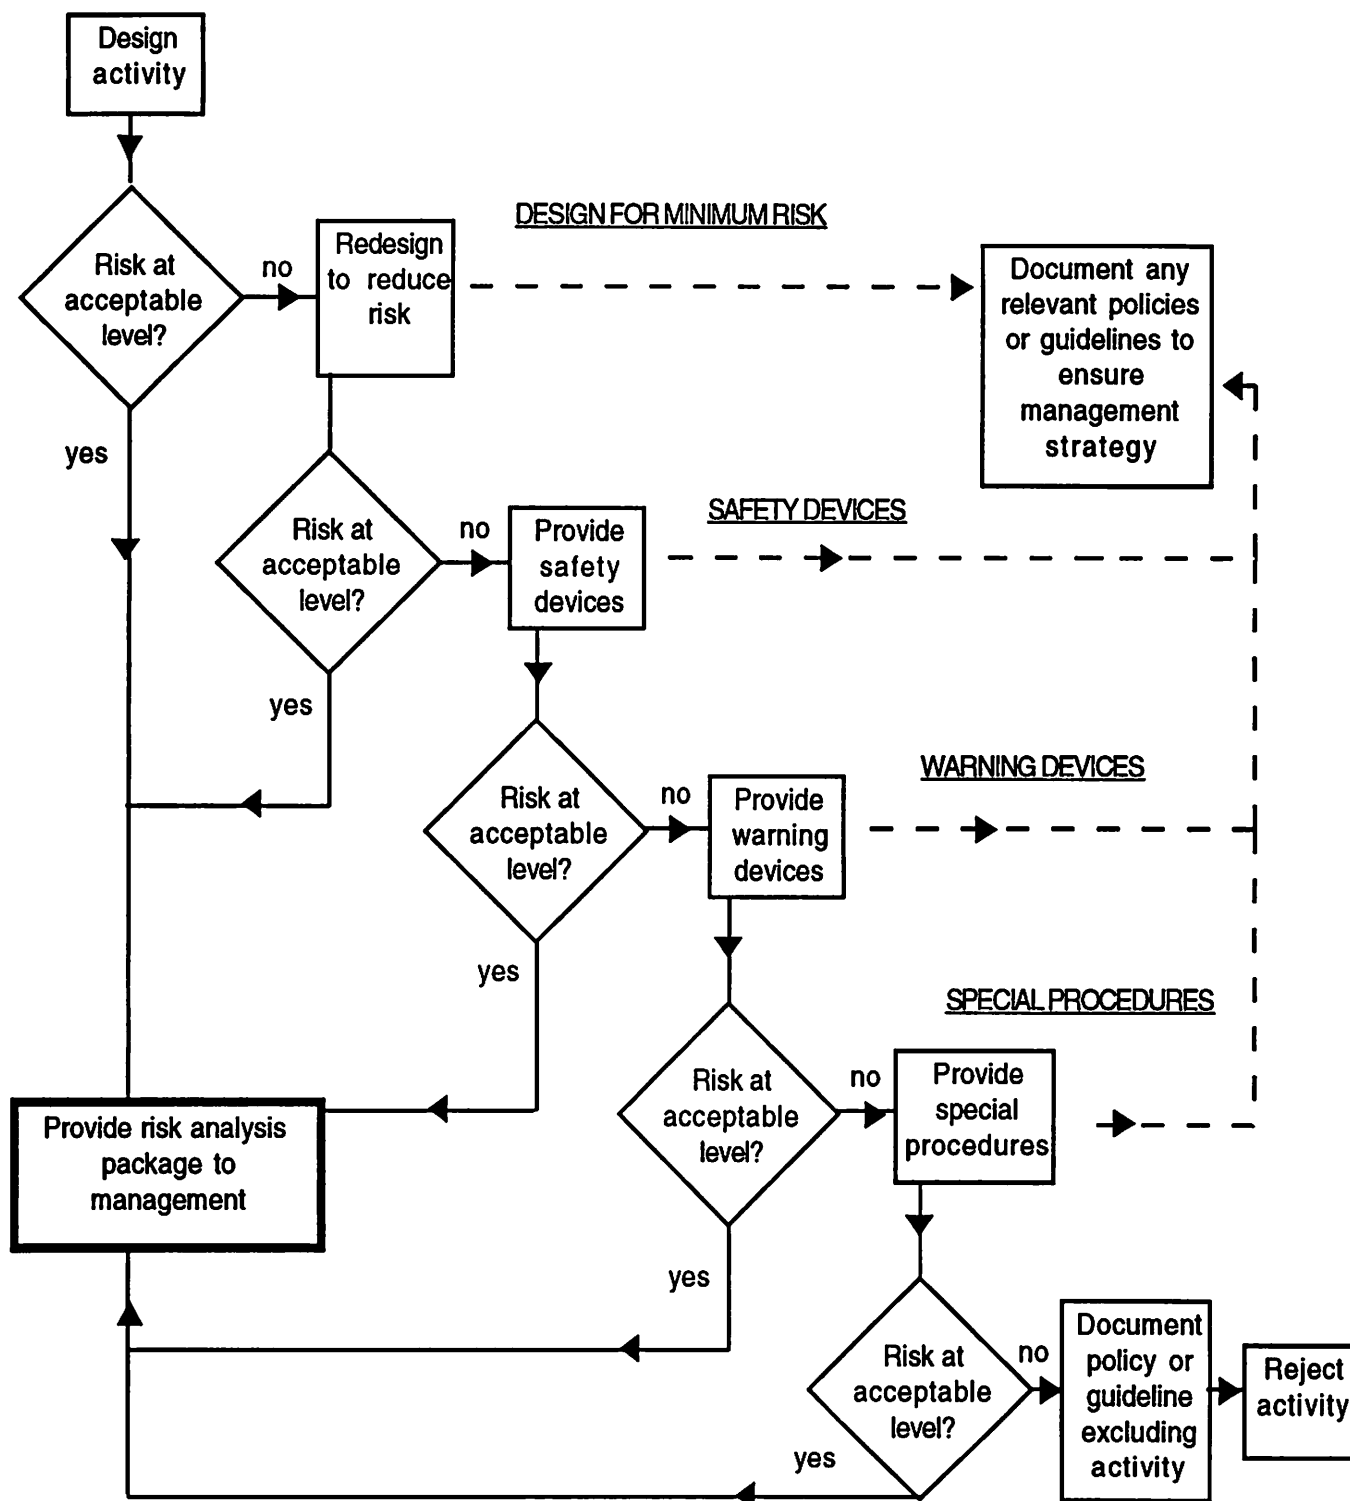 Design
activity
DESIGN FOR MINIMUM RISK
Risk at
acceptable
level?
no
Redesign
to reduce
risk
Document any
relevant policies
or guidelines to
ensure
management
strategy
yes
SAFETY DEVICES
Risk at
acceptable
level?
no
Provide
safety
devices
yes
WARNING DEVICES
Risk at
acceptable
level?
no
Provide
warning
devices
yes
SPECIAL PROCEDURES
Risk at
acceptable
level?
no
Provide
special
procedures
Provide risk analysis
package to
management
yes
Risk at
acceptable
level?
no
Document
policy or
guideline
excluding
activity
Reject
activity
yes